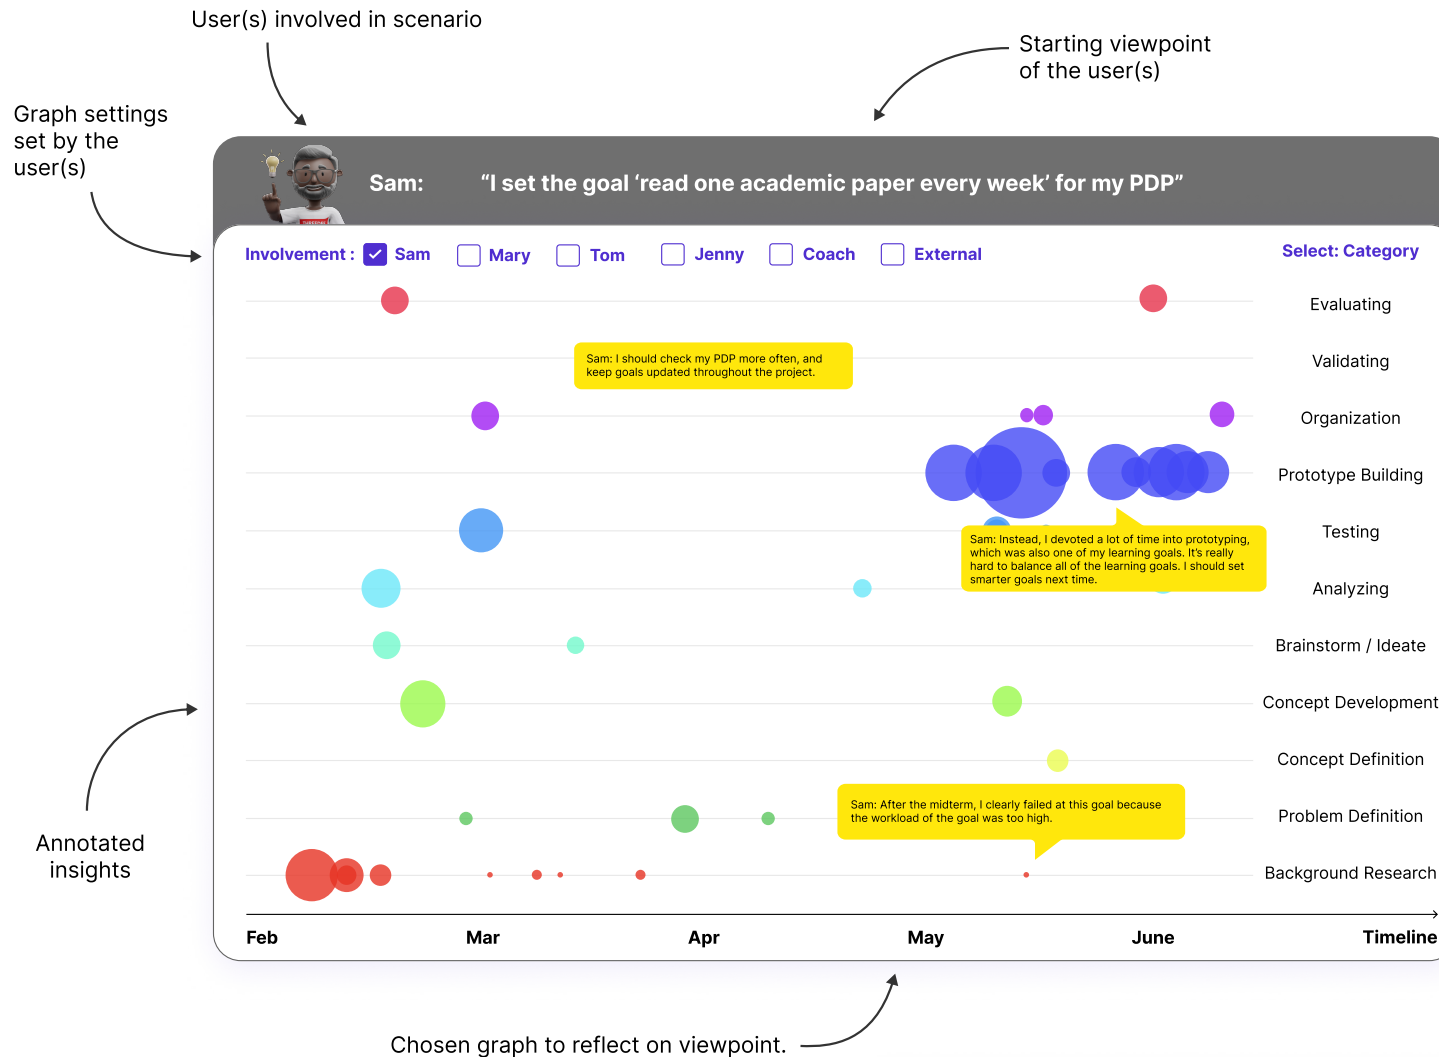 User(s) involved in scenario
Starting viewpoint
of the user(s)
Graph settings
set by the
user(s)
Sam: “I set the goal ‘read one academic paper every week’ for my PDP”
Involvement : Sam Mary Tom Jenny Coach External
Select: Category
Evaluating
Sam: I should check my PDP more often, and
keep goals updated throughout the project.
Validating
Organization
Prototype Building
Sam: Instead, I devoted a lot of time into prototyping,
which was also one of my learning goals. It’s really
hard to balance all of the learning goals. I should set
smarter goals next time.
Testing
Analyzing
Brainstorm / Ideate
Concept Development
Concept Definition
Sam: After the midterm, I clearly failed at this goal because
the workload of the goal was too high.
Problem Definition
Background Research
Annotated
insights
Feb Mar Apr May June Timeline
Chosen graph to reflect on viewpoint.